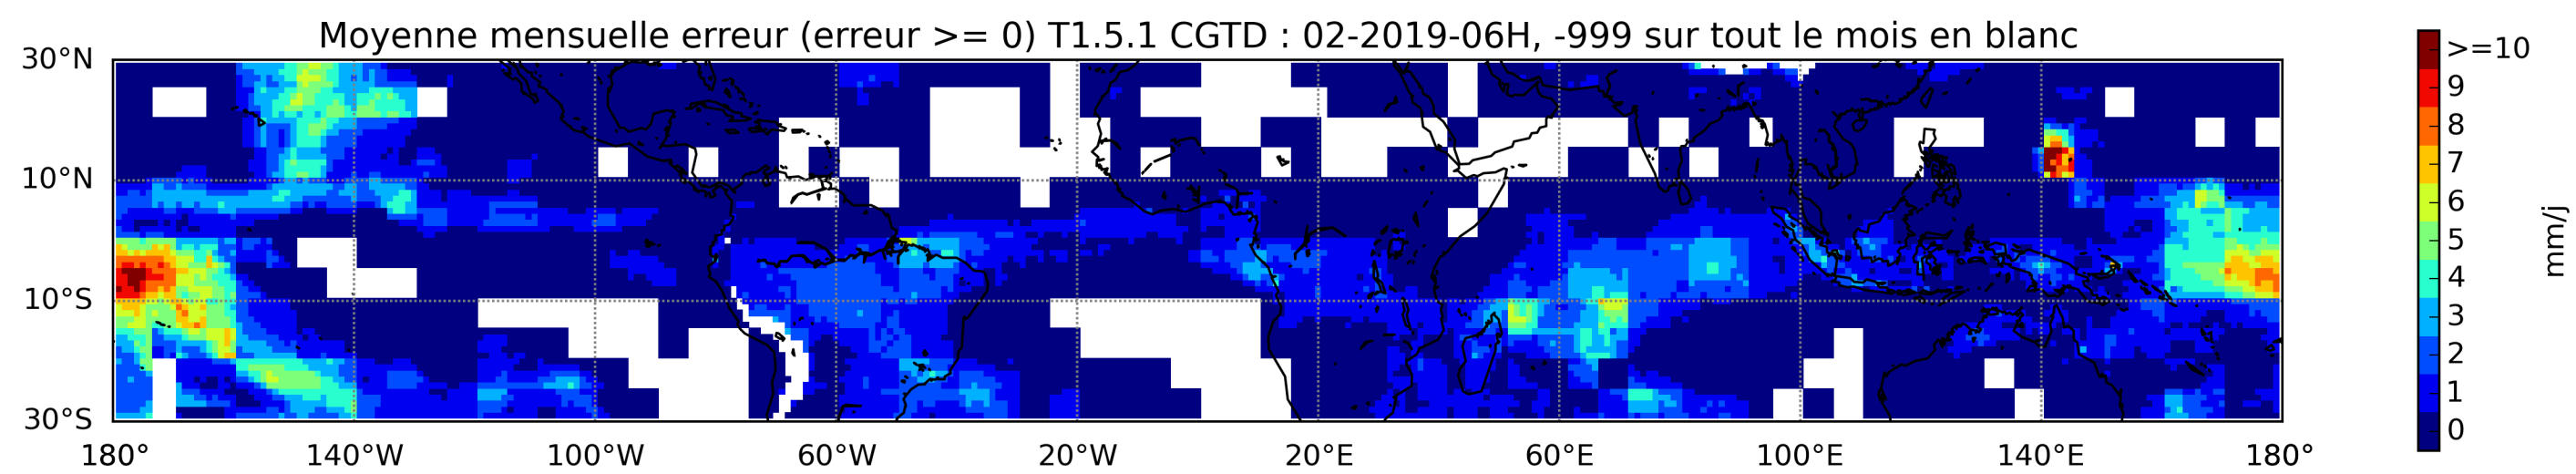 Moyenne mensuelle erreur (erreur >= 0) T1.5.1 CGTD : 02-2019-06H, -999 sur tout le mois en blanc
30°N
10°N
10°S
30°S
180° 140°W 100°W 60°W 20°W 20°E 60°E 100°E 140°E 180°
>=10
9
8
7
6
5
4
3
2
1
0
mm/j